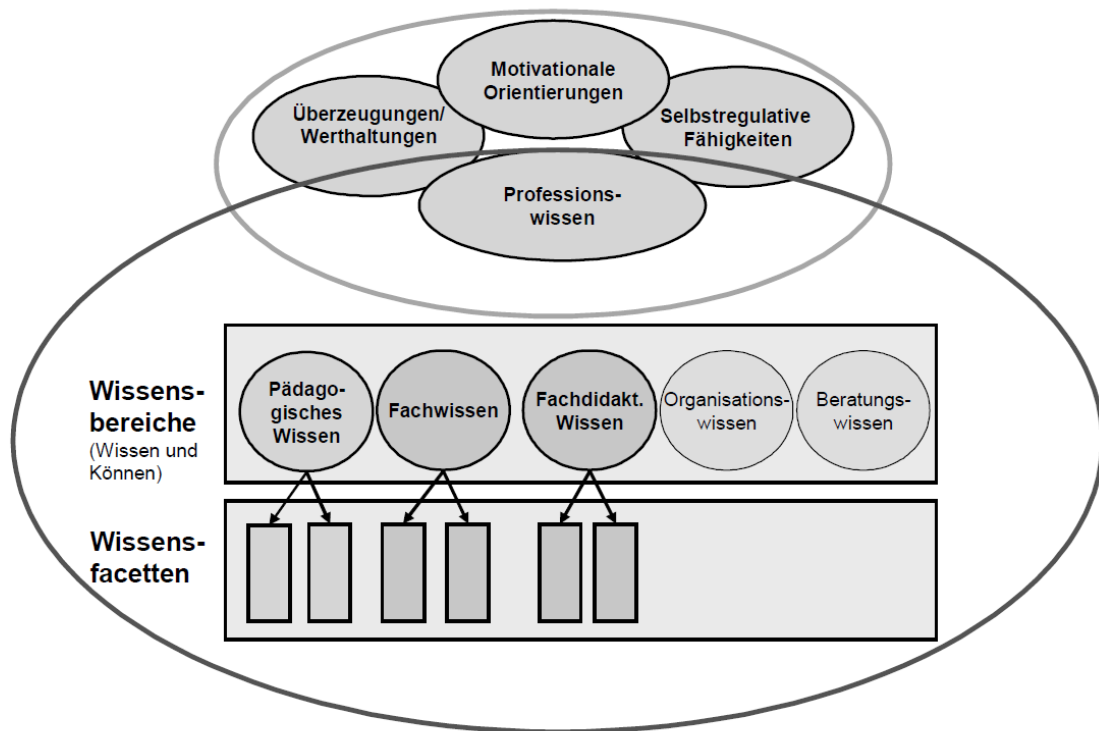 Motivationale
Orientierungen
Überzeugungen/
Werthaltungen
Selbstregulative
Fähigkeiten
Professions-
wissen
Wissens-
bereiche
(Wissen und
Können)
Pädago-
gisches
Wissen
Fachwissen
Fachdidakt.
Wissen
Organisations-
wissen
Beratungs-
wissen
Wissens-
facetten